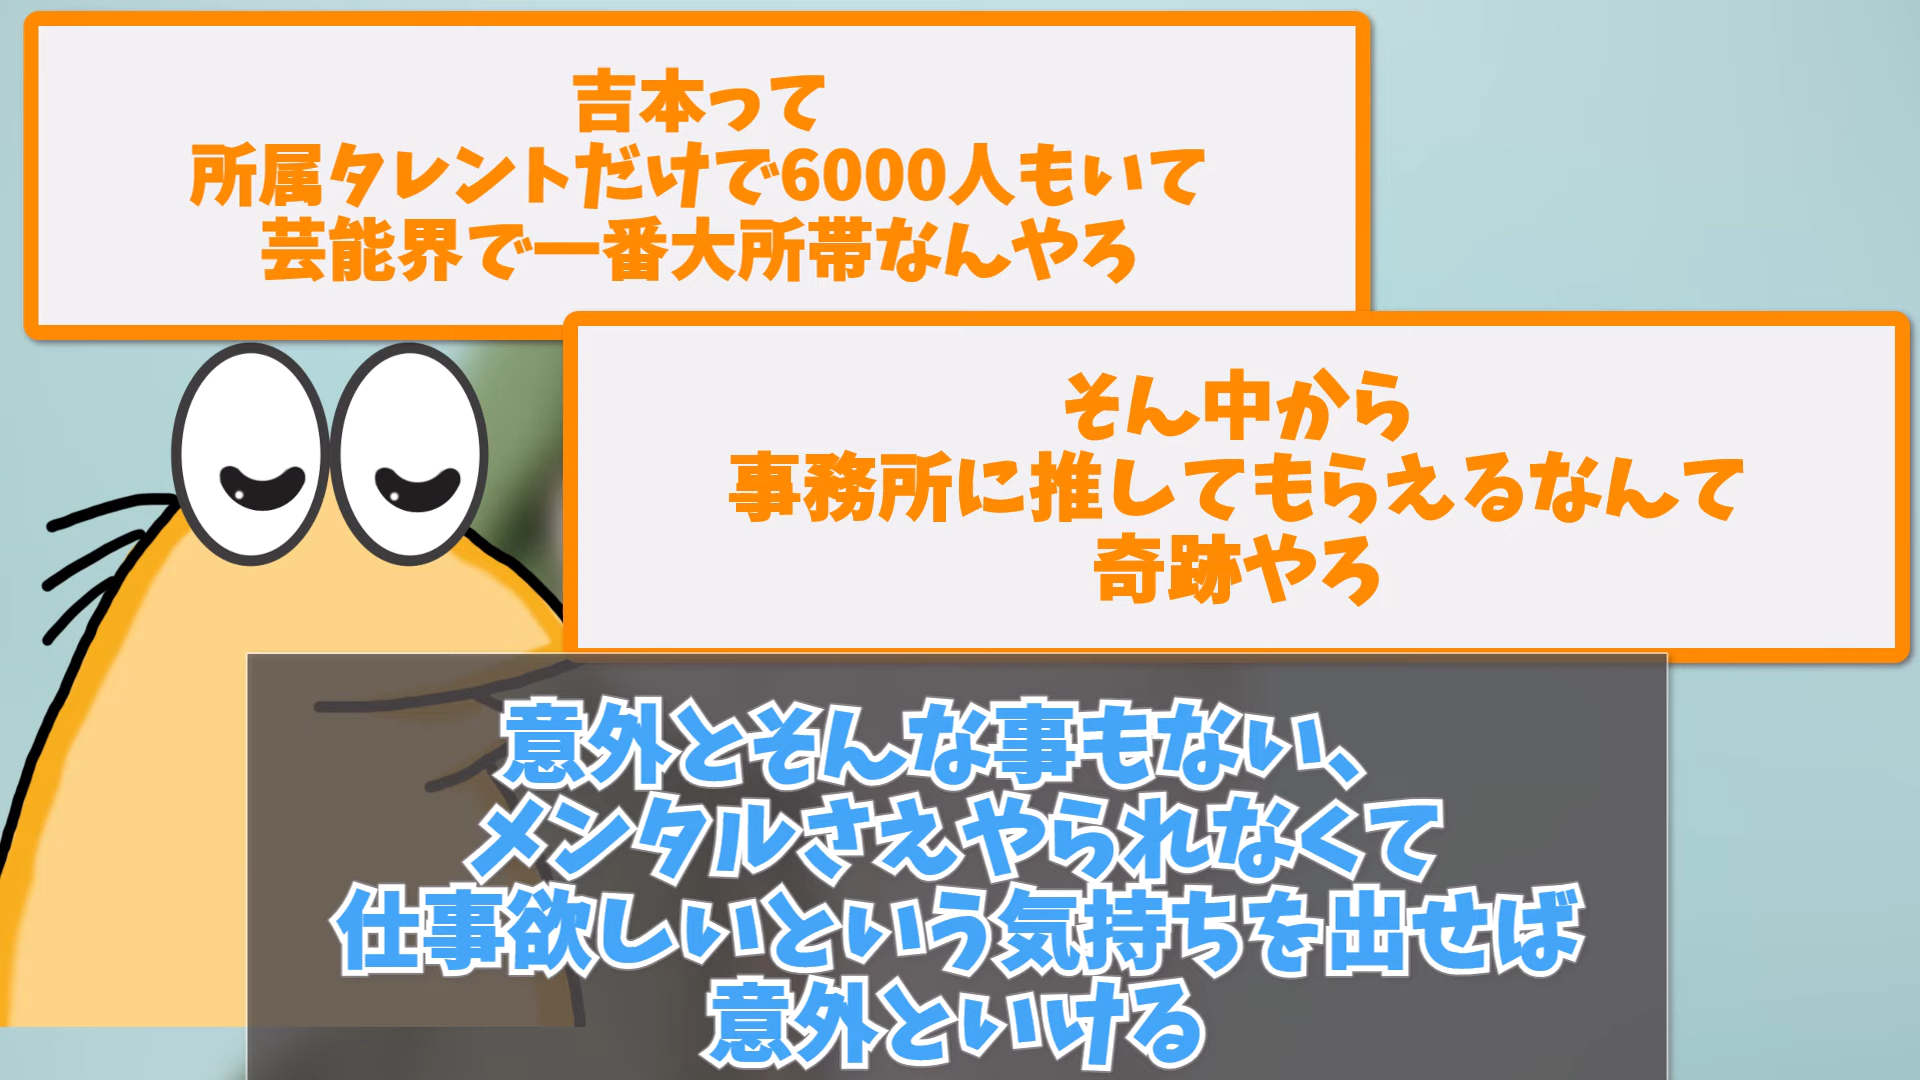 吉本って
所属タレントだけで6000人もいて
芸能界で一番大所帯なんやろ
そん中から
事務所に推してもらえるなんて
奇跡やろ
意外とそんな事もない、
メンタルさえやられなくて
仕事欲しいという気持ちを出せば
意外といける